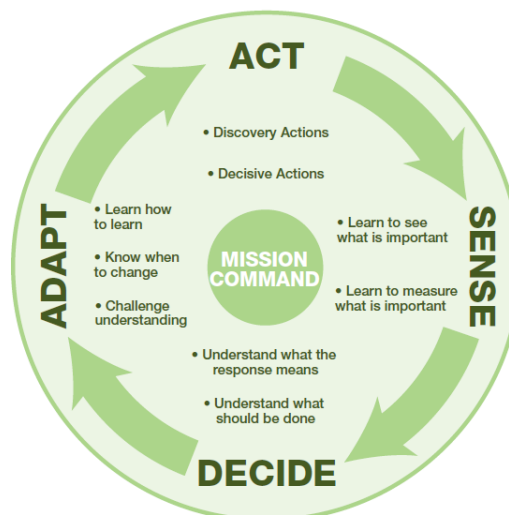 ACT
• Discovery Actions
• Decisive Actions
SENSE
• Learn to see
what is important
• Learn to measure
what is important
DECIDE
• Understand what the
response means
• Understand what
should be done
ADAPT
• Learn how
to learn
• Know when
to change
• Challenge
understanding
MISSION
COMMAND